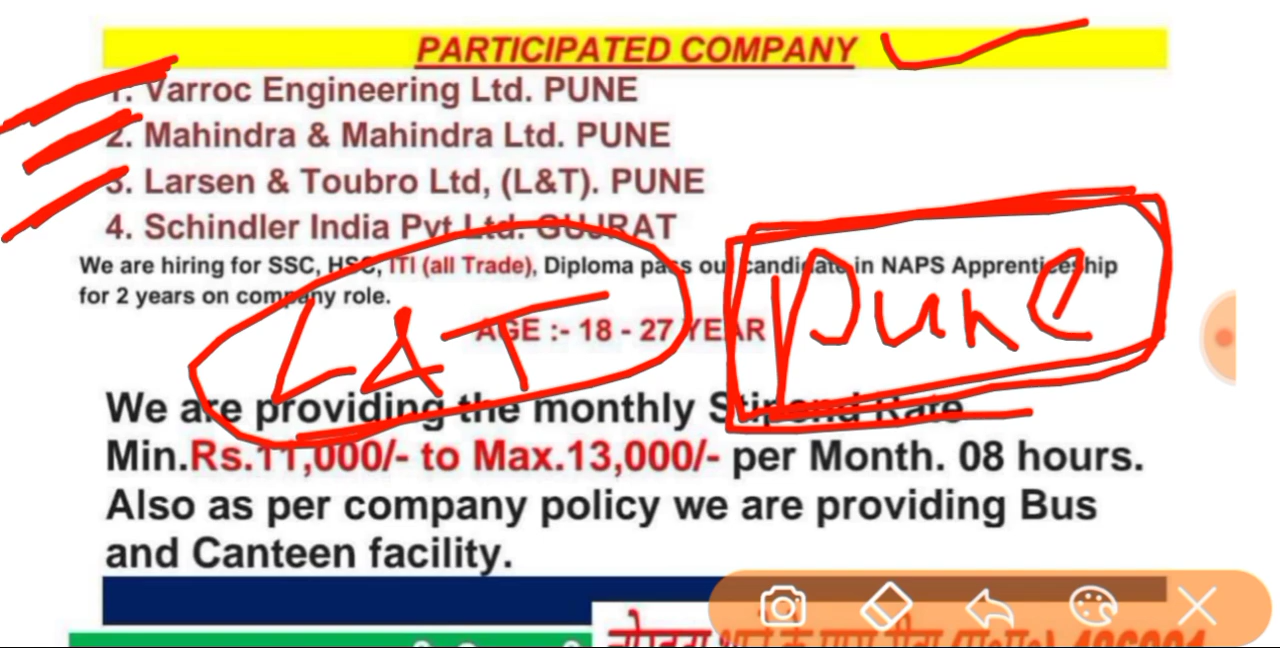 PARTICIPATED COMPANY
1. Varroc Engineering Ltd. PUNE
2. Mahindra & Mahindra Ltd. PUNE
3. Larsen & Toubro Ltd, (L&T). PUNE
4. Schindler India Pvt Ltd. GUJRAT
We are hiring for SSC, HSC, ITI (all Trade), Diploma pass out candidate in NAPS Apprenticeship
for 2 years on company role.
L&T
Pune
AGE :- 18 - 27 YEAR
We are providing the monthly Stipend Rate
Min.Rs.11,000/- to Max.13,000/- per Month. 08 hours.
Also as per company policy we are providing Bus
and Canteen facility.